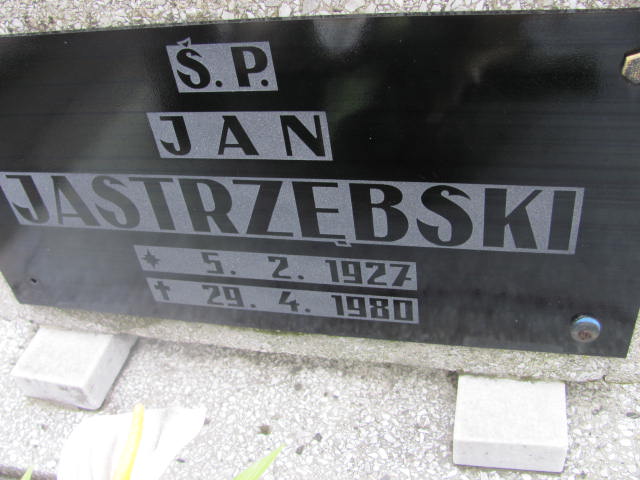 Ś.P.
JAN
JASTRZĘBSKI
* 5. 2. 1927
† 29. 4. 1980